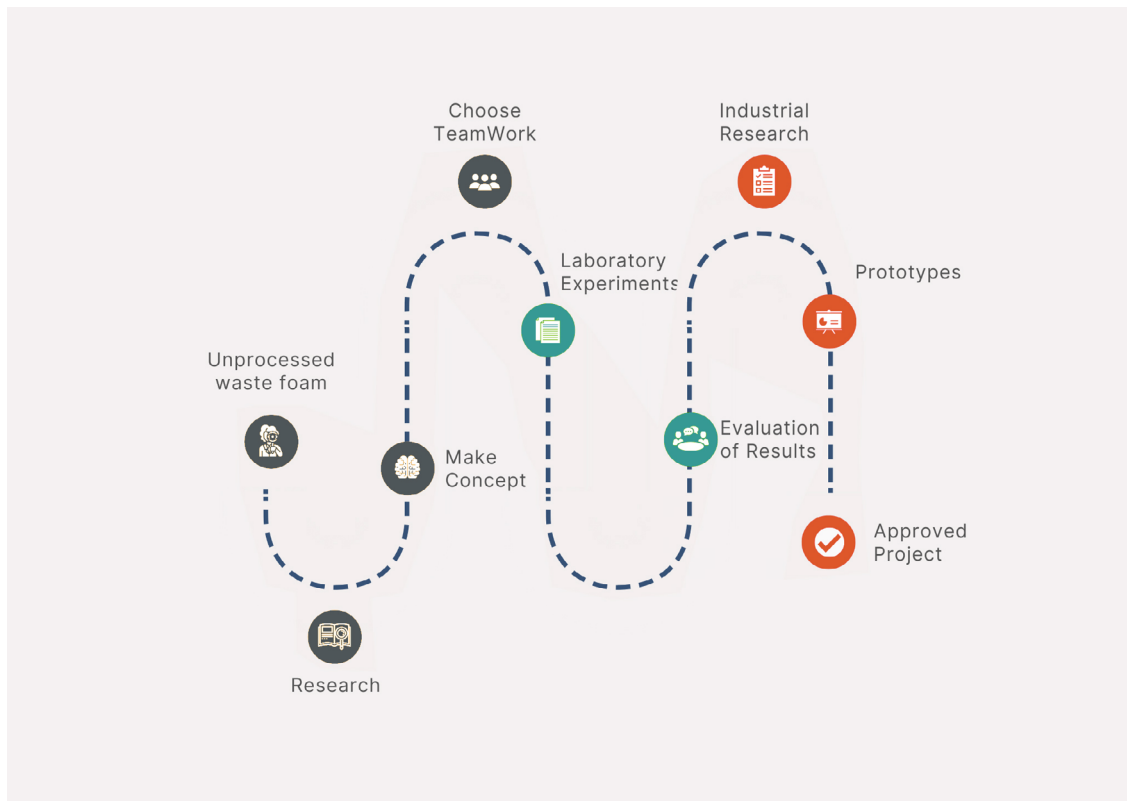 Unprocessed
waste foam
Research
Make
Concept
Choose
TeamWork
Laboratory
Experiments
Evaluation
of Results
Industrial
Research
Prototypes
Approved
Project